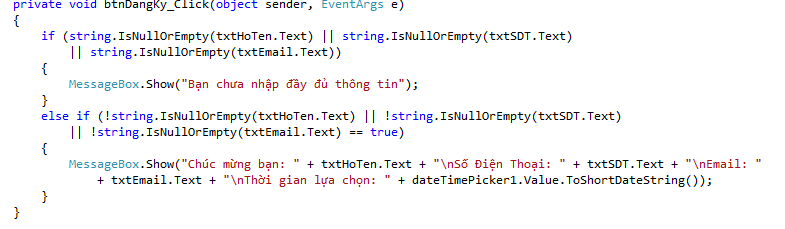 private void btnDangKy_Click(object sender, EventArgs e)
{
if (string.IsNullOrEmpty(txtHoTen.Text) || string.IsNullOrEmpty(txtSDT.Text)
|| string.IsNullOrEmpty(txtEmail.Text))
{
MessageBox.Show("Bạn chưa nhập đầy đủ thông tin");
}
else if (!string.IsNullOrEmpty(txtHoTen.Text) || !string.IsNullOrEmpty(txtSDT.Text)
|| !string.IsNullOrEmpty(txtEmail.Text) == true)
{
MessageBox.Show("Chúc mừng bạn: " + txtHoTen.Text + "\nSố Điện Thoại: " + txtSDT.Text + "\nEmail: "
+ txtEmail.Text + "\nThời gian lựa chọn: " + dateTimePicker1.Value.ToShortDateString());
}
}